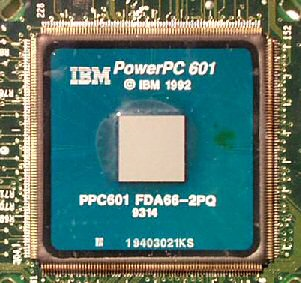 IBM PowerPC 601
© IBM 1992
PPC601 FDA66-2PQ
9314
19403021KS